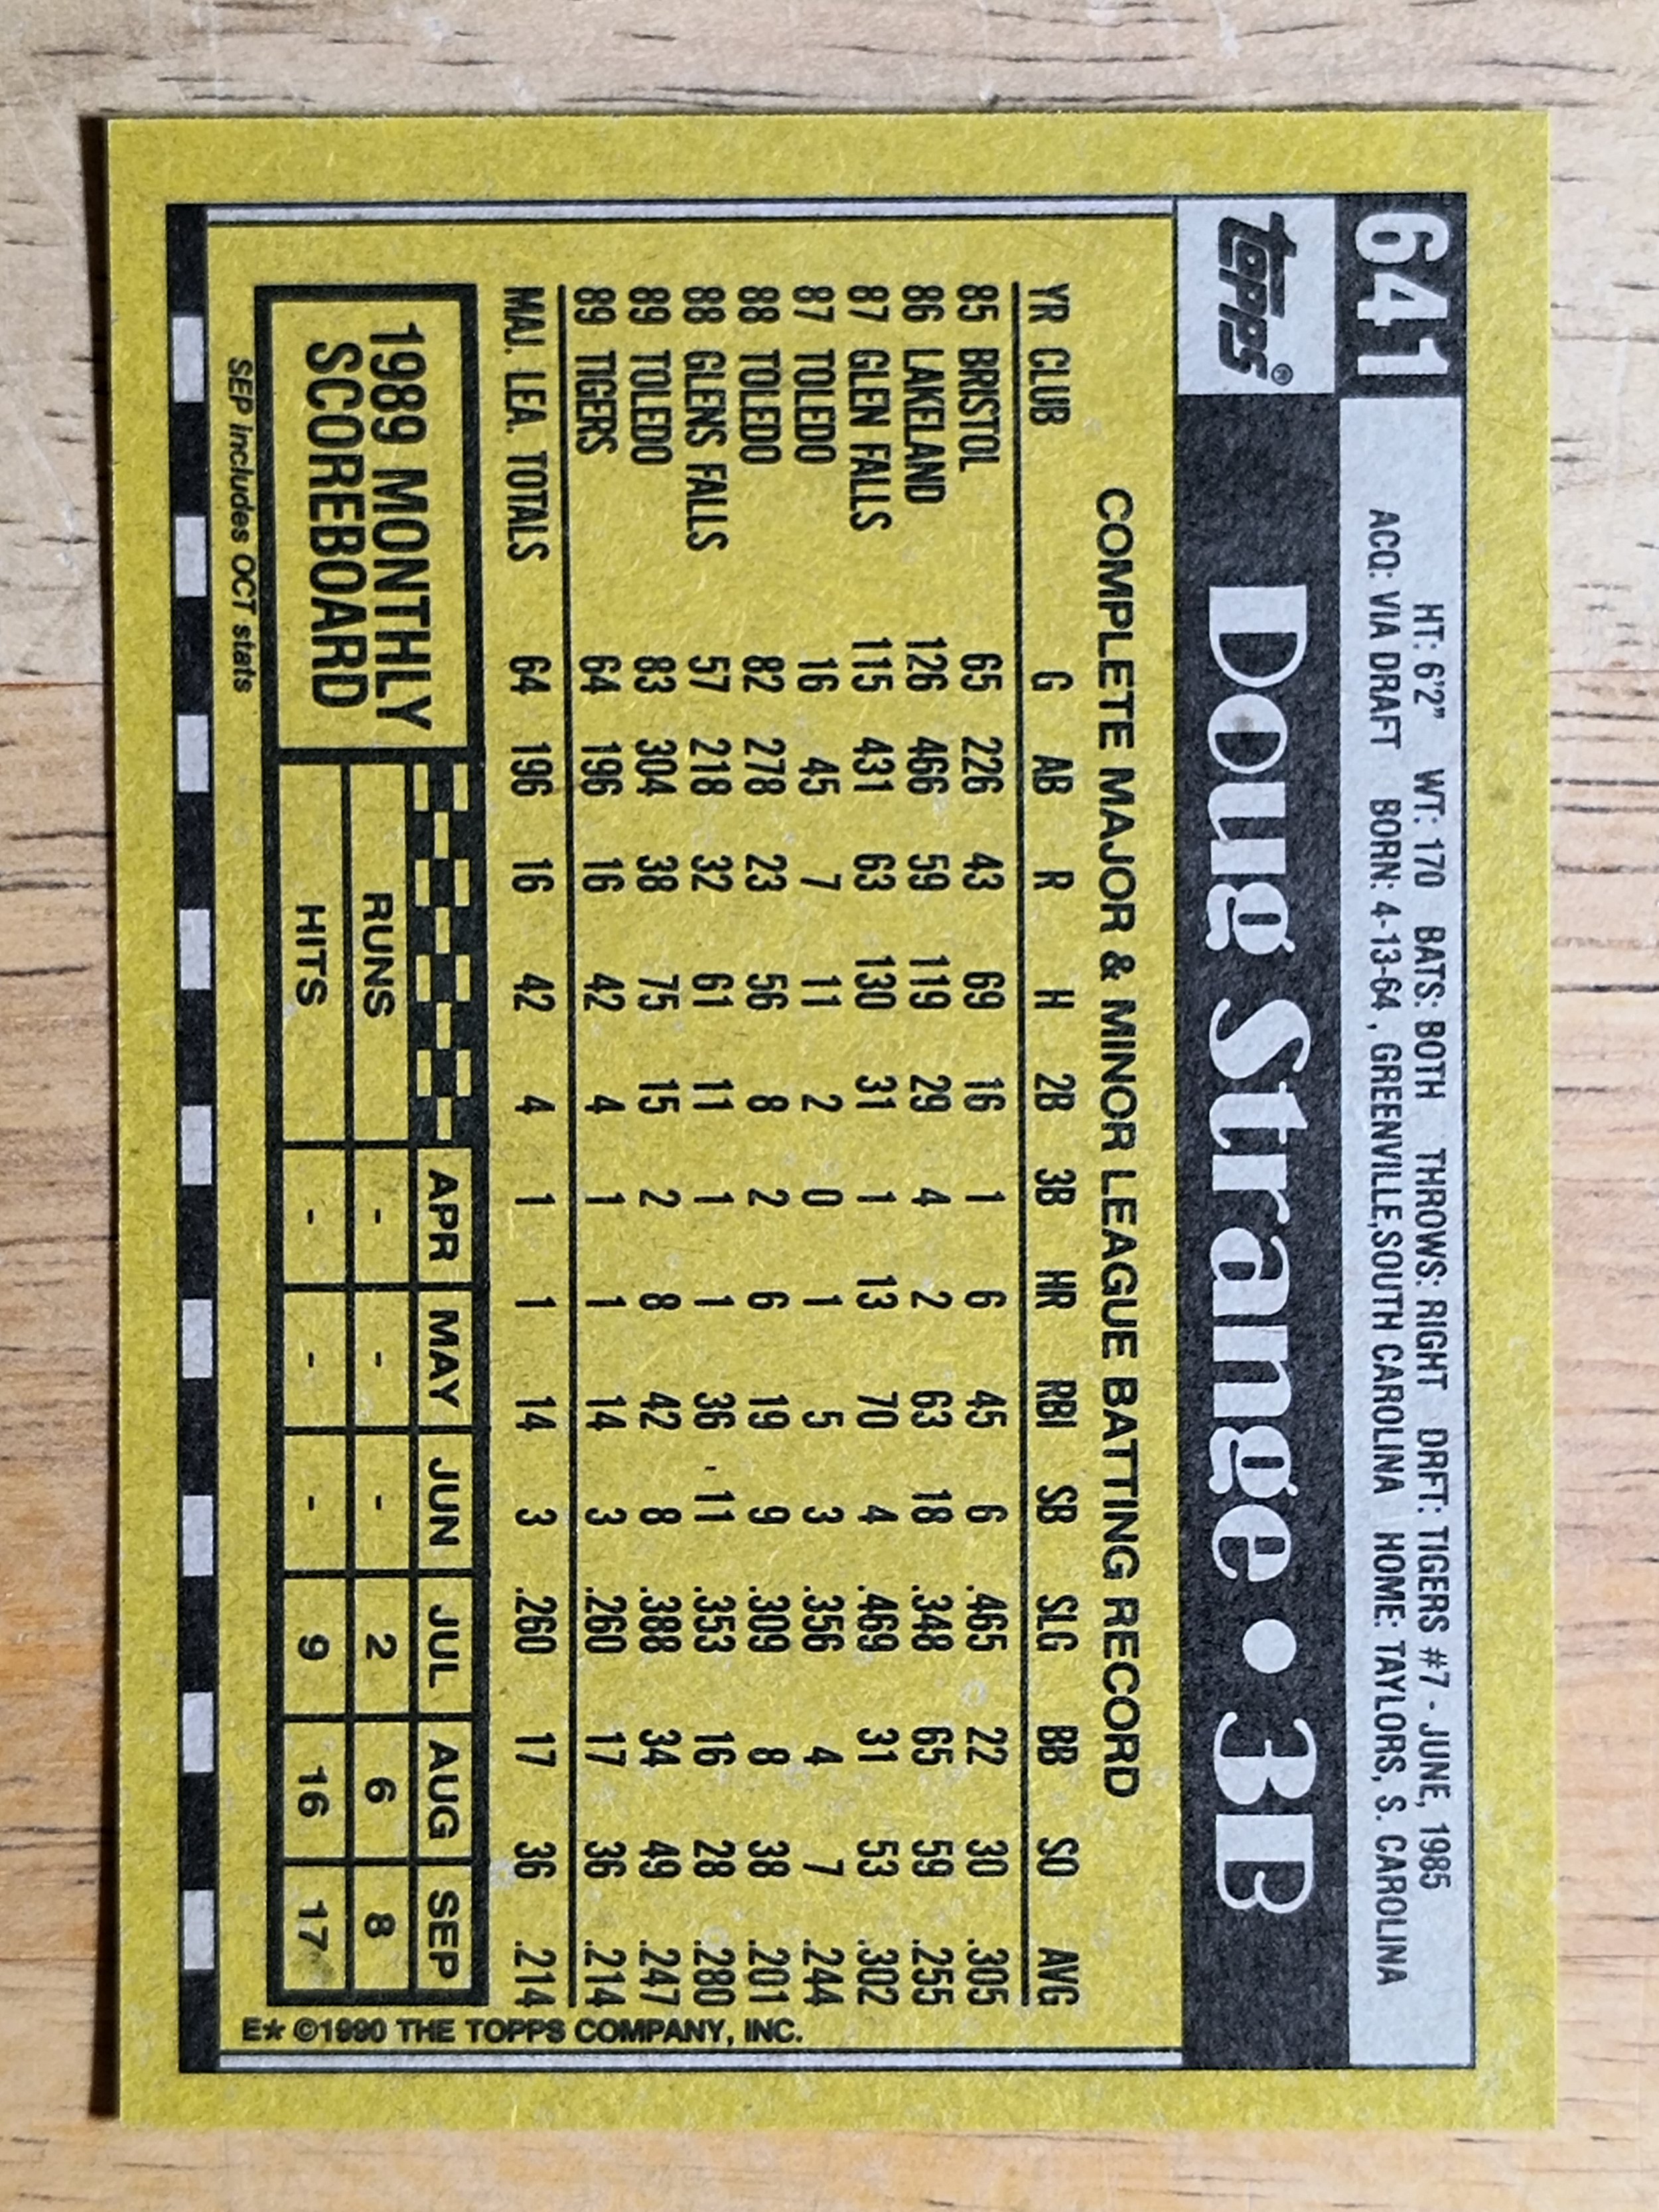 641 HT: 6'2" WT: 170 BATS: BOTH THROWS: RIGHT DRFT: TIGERS #7 - JUNE, 1985
ACQ: VIA DRAFT BORN: 4-13-64 , GREENVILLE,SOUTH CAROLINA HOME: TAYLORS, S. CAROLINA
topps® Doug Strange • 3B
COMPLETE MAJOR & MINOR LEAGUE BATTING RECORD
YR CLUB G AB R H 2B 3B HR RBI SB SLG BB SO AVG
85 BRISTOL 65 226 43 69 16 1 6 45 6 .465 22 30 .305
86 LAKELAND 126 466 59 119 29 4 2 63 18 .348 65 59 .255
87 GLEN FALLS 115 431 63 130 31 1 13 70 4 .469 31 53 .302
87 TOLEDO 16 45 7 11 2 0 1 5 3 .356 4 7 .244
88 TOLEDO 82 278 23 56 8 2 6 19 9 .309 8 38 .201
88 GLENS FALLS 57 218 32 61 11 1 1 36 11 .353 16 28 .280
89 TOLEDO 83 304 38 75 15 2 8 42 8 .388 34 49 .247
89 TIGERS 64 196 16 42 4 1 1 14 3 .260 17 36 .214
MAJ. LEA. TOTALS 64 196 16 42 4 1 1 14 3 .260 17 36 .214
1989 MONTHLY
SCOREBOARD
APR MAY JUN JUL AUG SEP
RUNS - - - 2 6 8
HITS - - - 9 16 17
SEP includes OCT stats
E* ©1990 THE TOPPS COMPANY, INC.